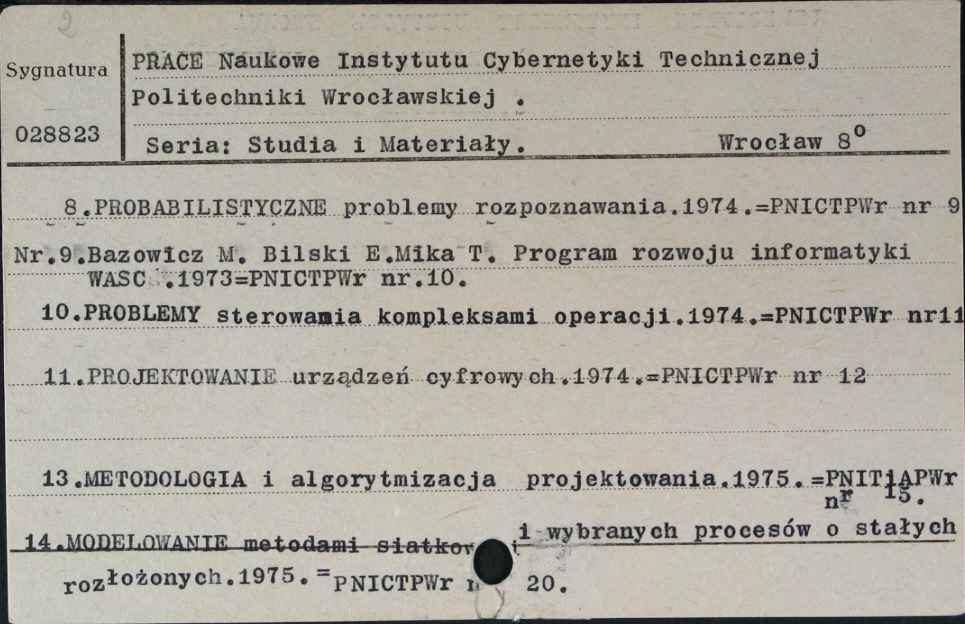 Sygnatura
028823
PRACE Naukowe Instytutu Cybernetyki Technicznej
Politechniki Wrocławskiej .
Seria: Studia i Materiały. Wrocław 8o
8.PROBABILISTYCZNE problemy rozpoznawania.1974.=PNICTPWr nr 9
Nr.9.Bazowicz M. Bilski E.Mika T. Program rozwoju informatyki
WASC .1973=PNICTPWr nr.10.
10.PROBLEMY sterowania kompleksami operacji.1974.=PNICTPWr nr11
11.PROJEKTOWANIE urządzeń cyfrowych.1974.=PNICTPWr nr 12
13.METODOLOGIA i algorytmizacja projektowania.1975.=PNITiAPWr
nr 15.
14.MODELOWANIE metodami siatkow i wybranych procesów o stałych
rozłożonych.1975.=PNICTPWr 20.